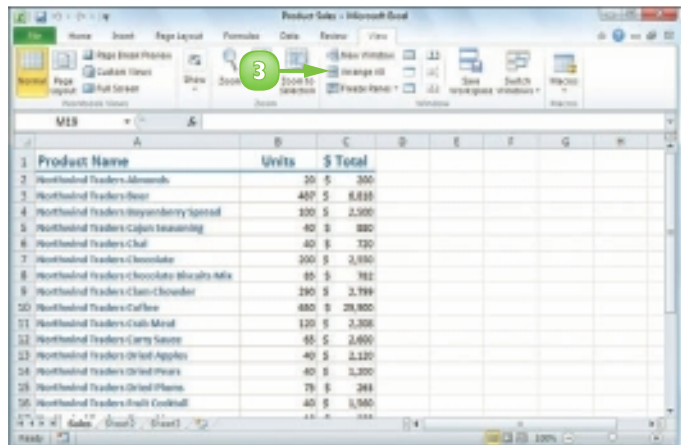 Product Sales - Microsoft Excel
File Home Insert Page Layout Formulas Data Review View
Normal Page Layout Page Break Preview Custom Views Full Screen Show Zoom Zoom to Selection New Window Arrange All Freeze Panes Save Workspace Switch Windows Macros
3
Workbook Views Zoom Window Macros
M19
A B C D E F G H
1 Product Name Units $ Total
2 Northwind Traders Almonds 20 $ 200
3 Northwind Traders Beer 487 $ 6,818
4 Northwind Traders Boysenberry Spread 100 $ 2,500
5 Northwind Traders Cajun Seasoning 40 $ 880
6 Northwind Traders Chai 40 $ 720
7 Northwind Traders Chocolate 200 $ 2,550
8 Northwind Traders Chocolate Biscuits Mix 85 $ 782
9 Northwind Traders Clam Chowder 290 $ 2,799
10 Northwind Traders Coffee 650 $ 29,900
11 Northwind Traders Crab Meat 120 $ 2,208
12 Northwind Traders Curry Sauce 65 $ 2,600
13 Northwind Traders Dried Apples 40 $ 2,120
14 Northwind Traders Dried Pears 40 $ 1,200
15 Northwind Traders Dried Plums 75 $ 263
16 Northwind Traders Fruit Cocktail 40 $ 1,560
Sales Sheet2 Sheet3
Ready 100%